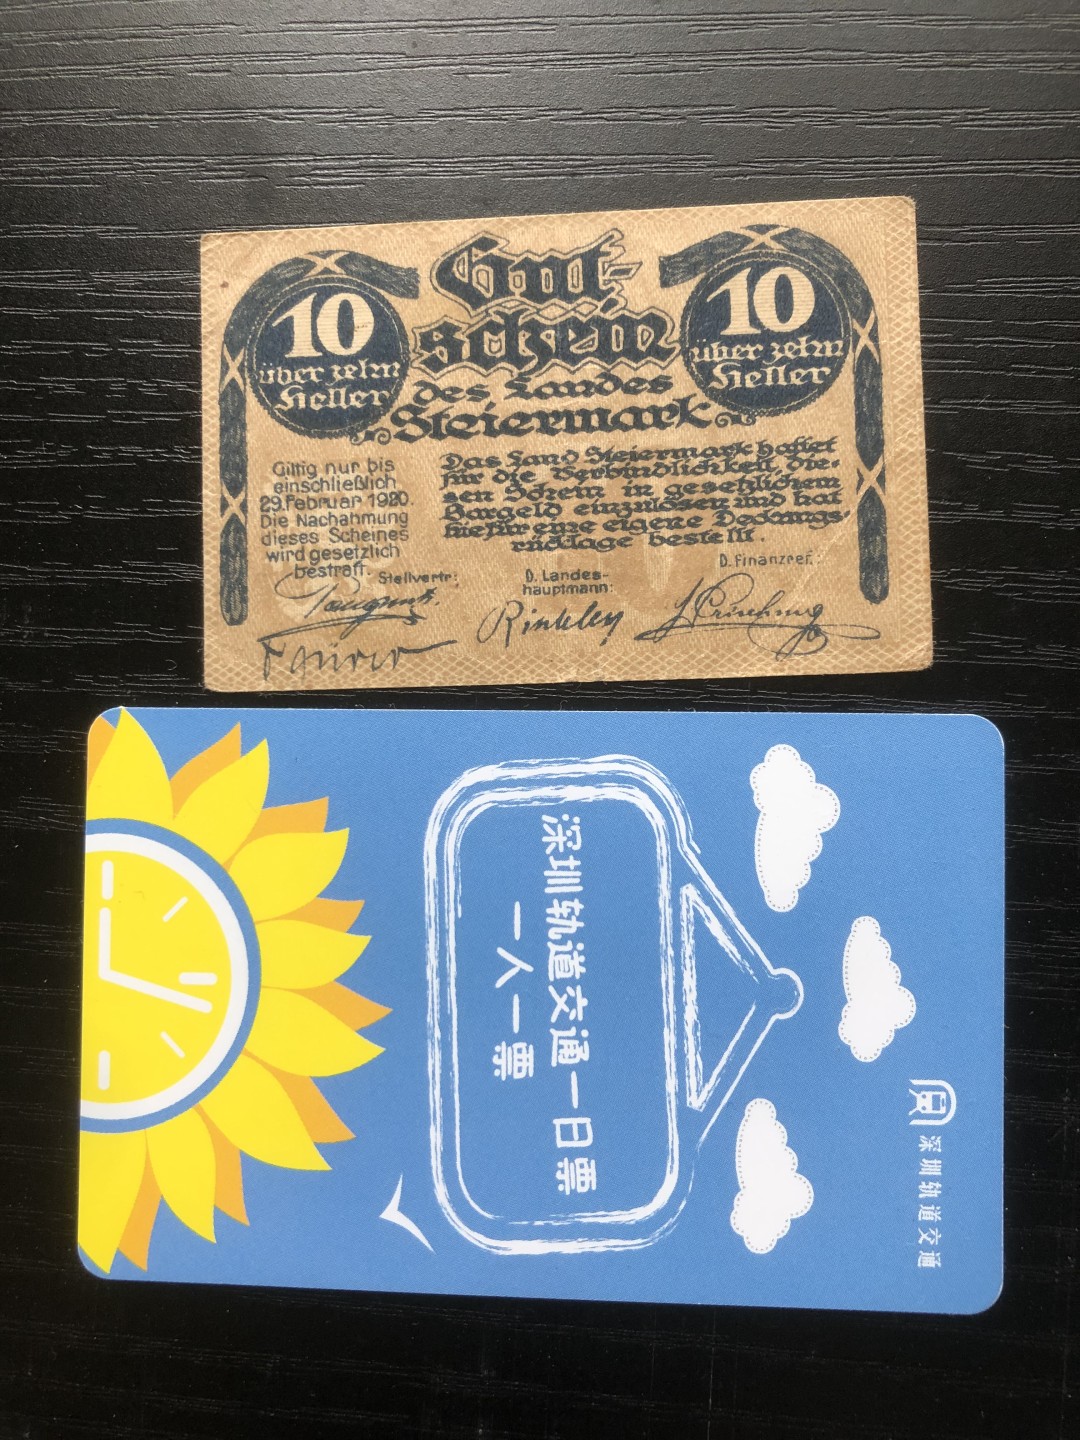 Gut-
schein
des Landes
Steiermark
10
über zehn
Heller
10
über zehn
Heller
Giltig nur bis
einschließlich
29.Februar 1920.
Die Nachahmung
dieses Scheines
wird gesetzlich
bestraft.
Das Land Steiermark haftet
für die Verbindlichkeit, die-
sen Schein in gesetzlichem
Bargeld einzulösen und hat
hiefür eine eigene Deckungs-
rücklage bestellt.
Stellvertr:
D. Landes-
hauptmann:
D. Finanzref.:
Rintelen
深圳轨道交通一日票
一人一票
深圳轨道交通